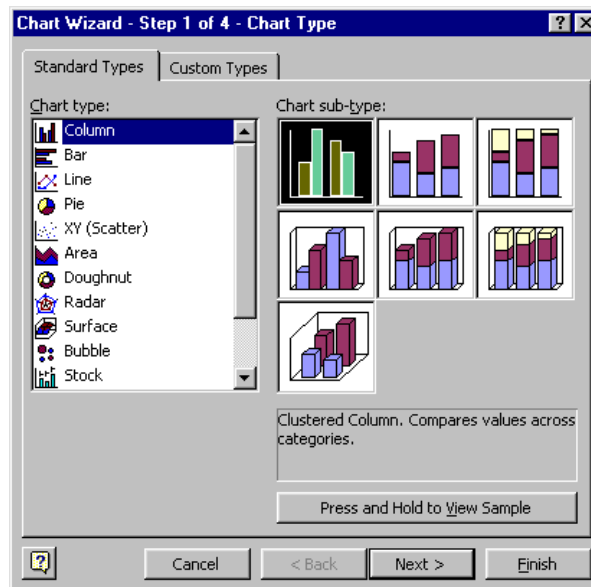 Chart Wizard - Step 1 of 4 - Chart Type
Standard Types
Custom Types
Chart type:
Column
Bar
Line
Pie
XY (Scatter)
Area
Doughnut
Radar
Surface
Bubble
Stock
Chart sub-type:
Clustered Column. Compares values across
categories.
Press and Hold to View Sample
Cancel
< Back
Next >
Finish